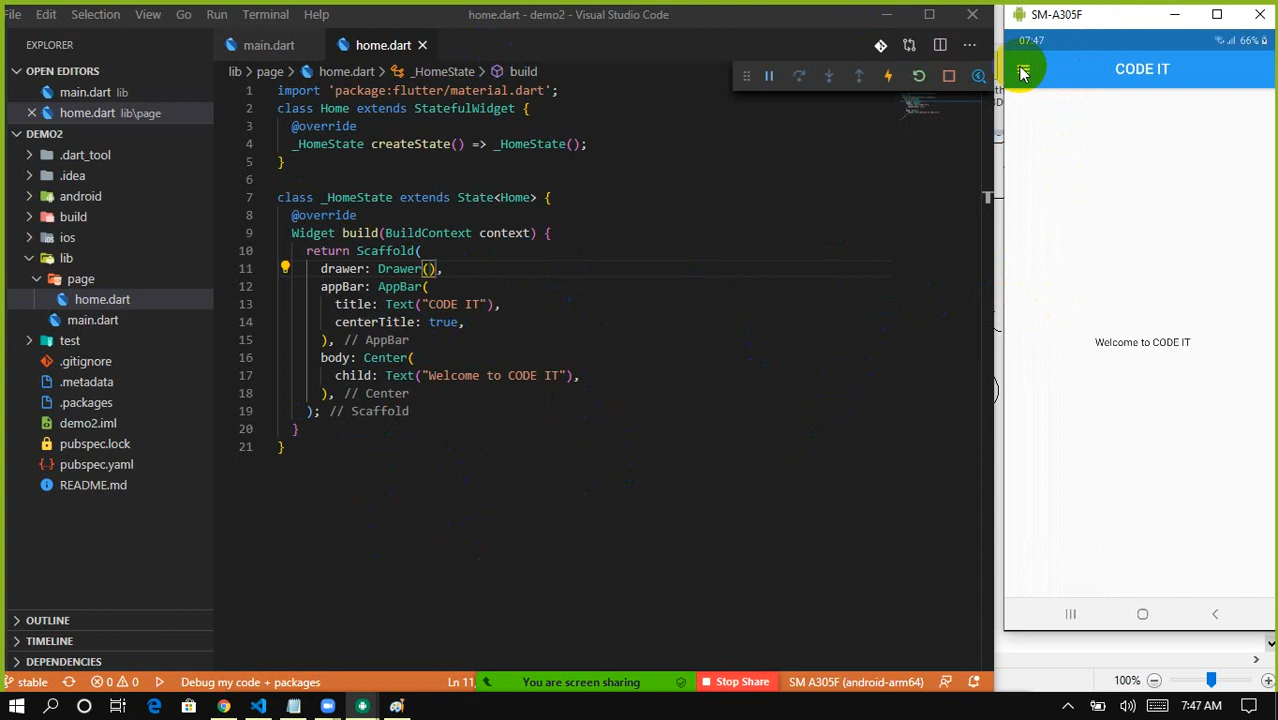 File Edit Selection View Go Run Terminal Help
home.dart - demo2 - Visual Studio Code
EXPLORER
OPEN EDITORS
main.dart lib
home.dart lib\page
DEMO2
.dart_tool
.idea
android
build
ios
lib
page
home.dart
main.dart
test
.gitignore
.metadata
.packages
demo2.iml
pubspec.lock
pubspec.yaml
README.md
OUTLINE
TIMELINE
DEPENDENCIES
main.dart
home.dart
lib > page > home.dart > _HomeState > build
1 import 'package:flutter/material.dart';
2 class Home extends StatefulWidget {
3 @override
4 _HomeState createState() => _HomeState();
5 }
6
7 class _HomeState extends State<Home> {
8 @override
9 Widget build(BuildContext context) {
10 return Scaffold(
11 drawer: Drawer(),
12 appBar: AppBar(
13 title: Text("CODE IT"),
14 centerTitle: true,
15 ), // AppBar
16 body: Center(
17 child: Text("Welcome to CODE IT"),
18 ), // Center
19 ); // Scaffold
20 }
21 }
SM-A305F
07:47
66%
CODE IT
Welcome to CODE IT
100%
stable
0 0
Debug my code + packages
Ln 11,
You are screen sharing
Stop Share
SM A305F (android-arm64)
7:47 AM